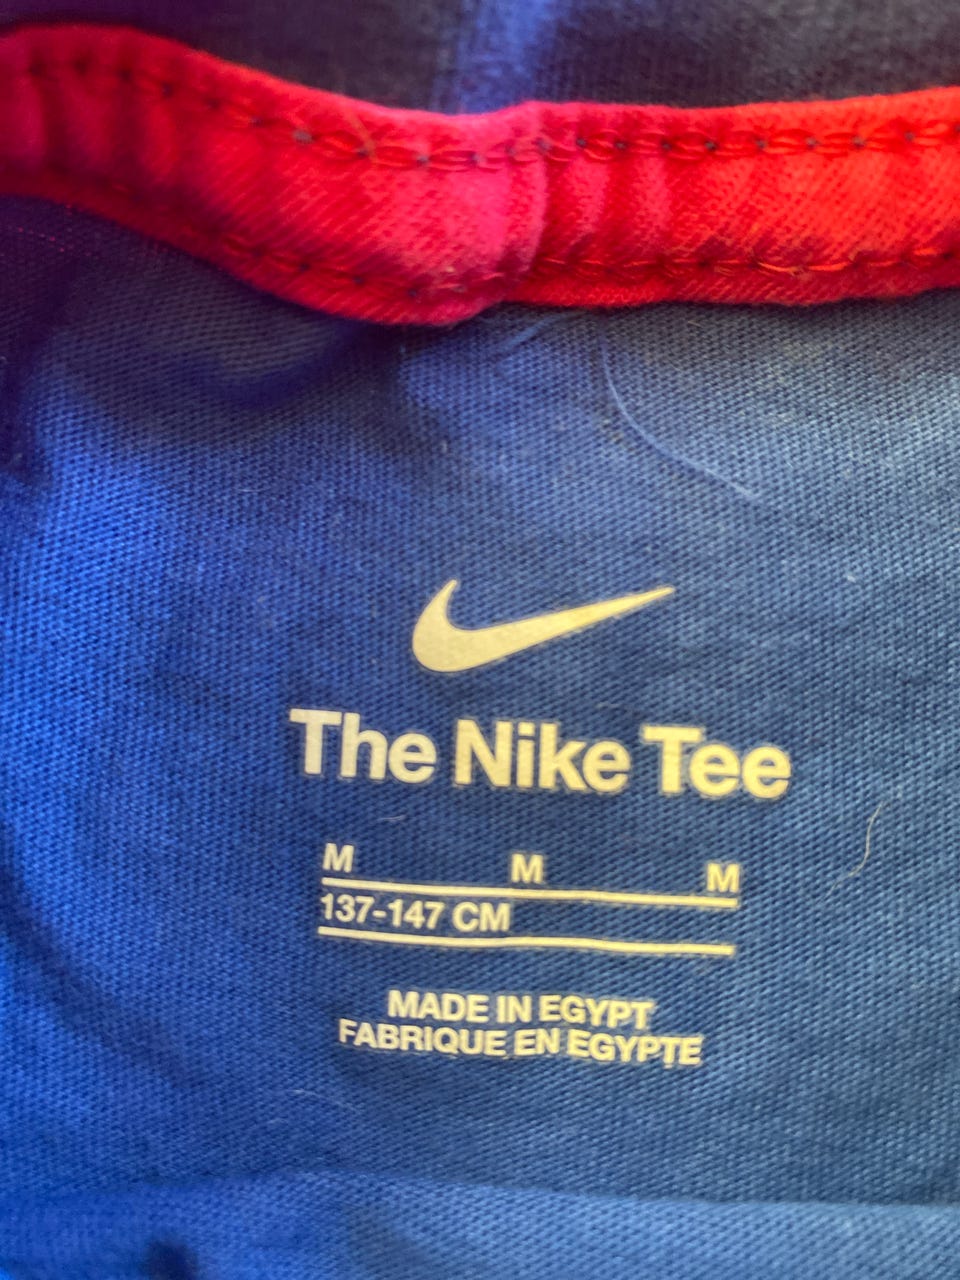 The Nike Tee
M M M
137-147 CM
MADE IN EGYPT
FABRIQUE EN EGYPTE